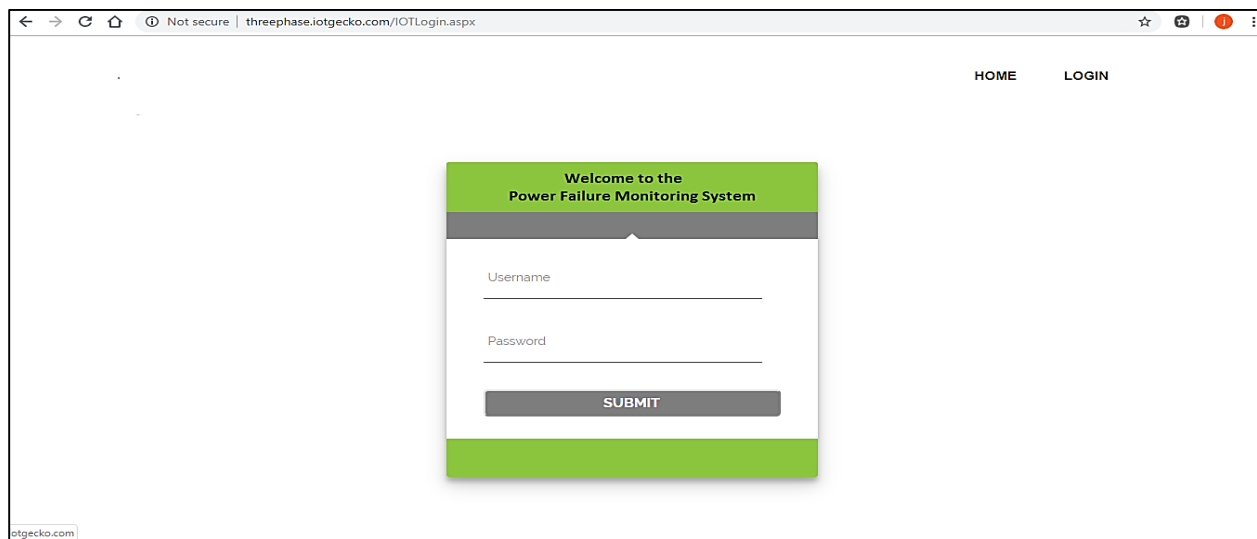 Not secure | threephase.iotgecko.com/IOTLogin.aspx
J
HOME LOGIN
Welcome to the
Power Failure Monitoring System
Username
Password
SUBMIT
otgecko.com